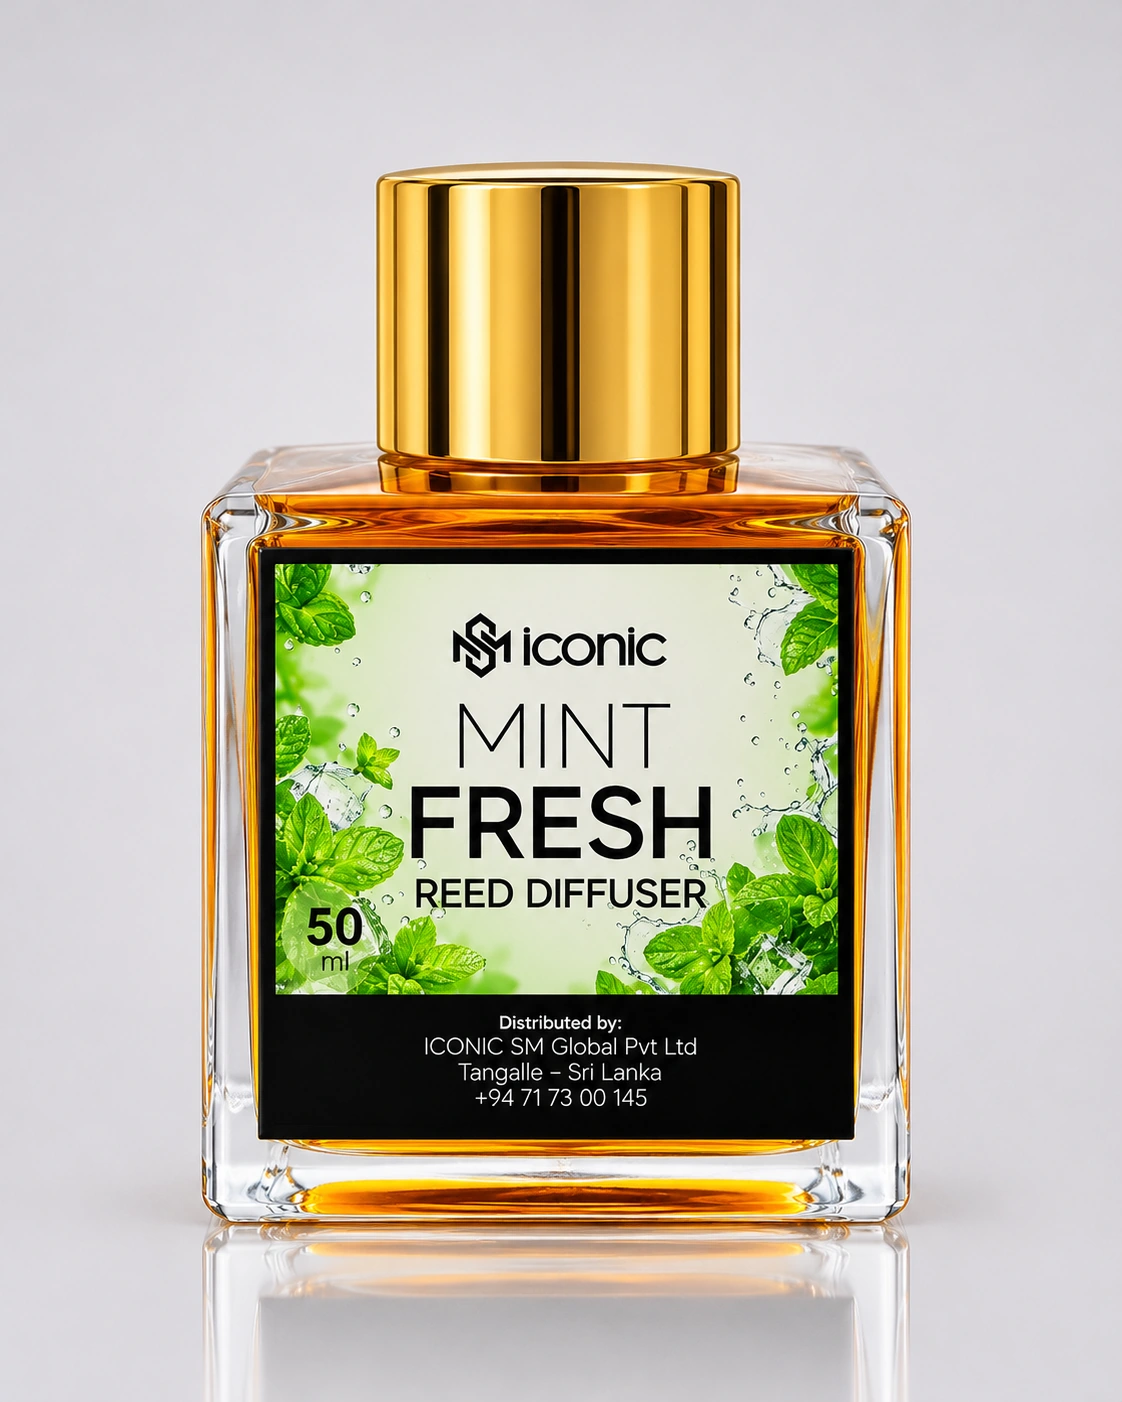 SM iconic
MINT
FRESH
REED DIFFUSER
50
ml
Distributed by:
ICONIC SM Global Pvt Ltd
Tangalle – Sri Lanka
+94 71 73 00 145